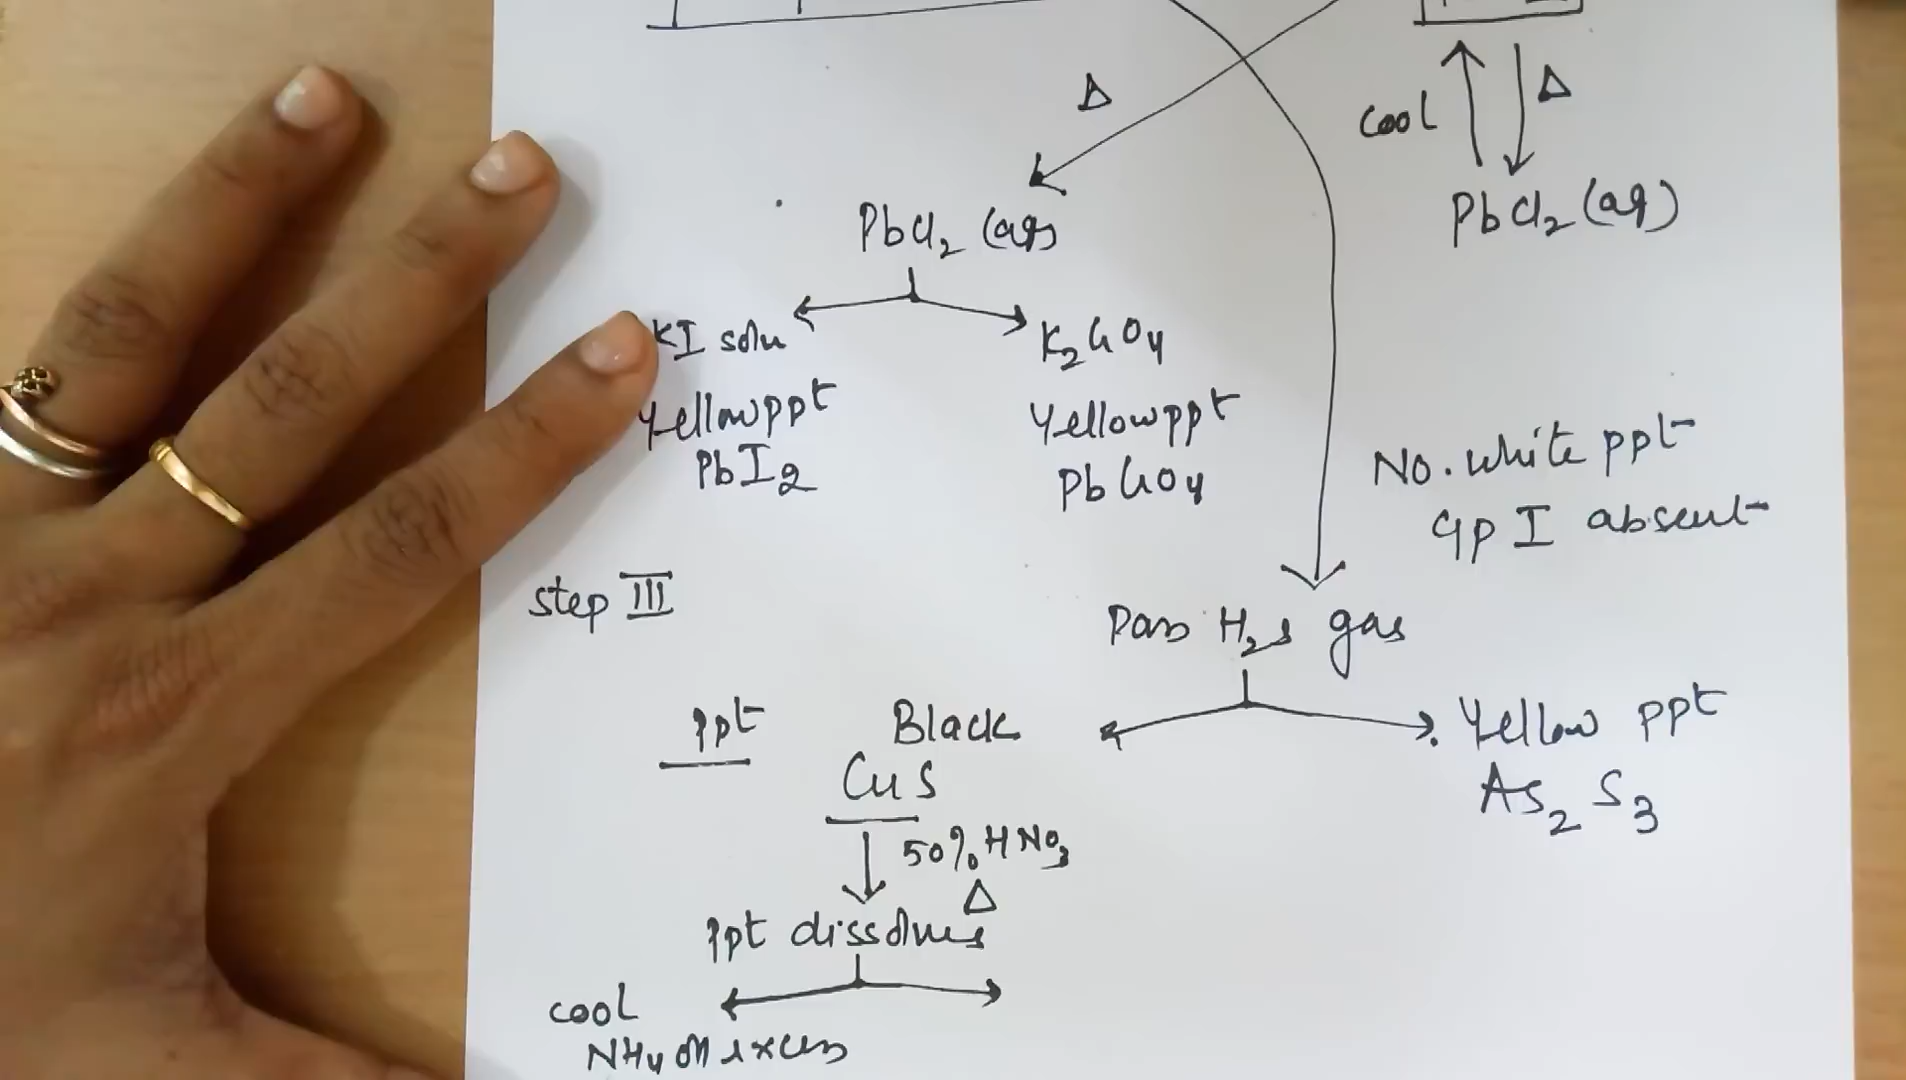 Δ
cool Δ
PbCl2 (aq)
PbCl2 (aq)
KI soln
Yellow ppt
PbI2
K2CrO4
Yellow ppt
PbCrO4
No. white ppt
Gp I absent
Step III
Pass H2S gas
ppt Black
CuS
Yellow ppt
As2S3
50% HNO3
Δ
ppt dissolves
cool
NH4OH excess